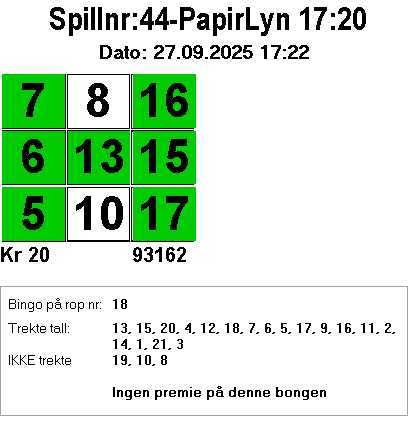 Spillnr:44-PapirLyn 17:20
Dato: 27.09.2025 17:22
7 8 16
6 13 15
5 10 17
Kr 20 93162
Bingo på rop nr: 18
Trekte tall: 13, 15, 20, 4, 12, 18, 7, 6, 5, 17, 9, 16, 11, 2,
14, 1, 21, 3
IKKE trekte 19, 10, 8
Ingen premie på denne bongen